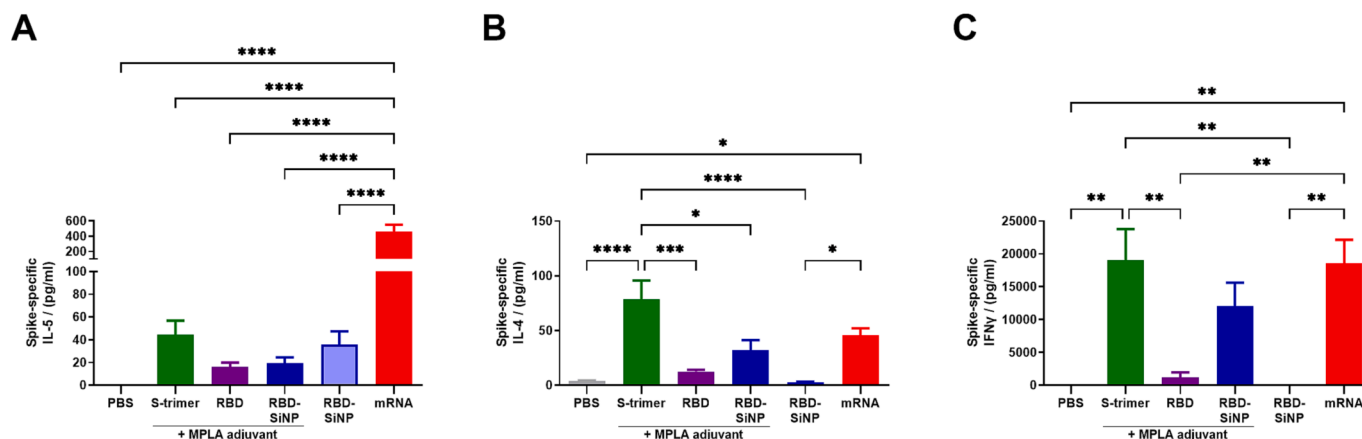 A
B
C
****
****
****
****
****
Spike-specific
IL-5 / (pg/ml)
600
400
200
100
80
60
40
20
0
PBS
S-trimer
RBD
RBD-
SiNP
RBD-
SiNP
mRNA
+ MPLA adjuvant
*
****
*
****
***
*
Spike-specific
IL-4 / (pg/ml)
150
100
50
0
PBS
S-trimer
RBD
RBD-
SiNP
RBD-
SiNP
mRNA
+ MPLA adjuvant
**
**
**
**
**
**
Spike-specific
IFNγ / (pg/ml)
25000
20000
15000
10000
5000
0
PBS
S-trimer
RBD
RBD-
SiNP
RBD-
SiNP
mRNA
+ MPLA adjuvant